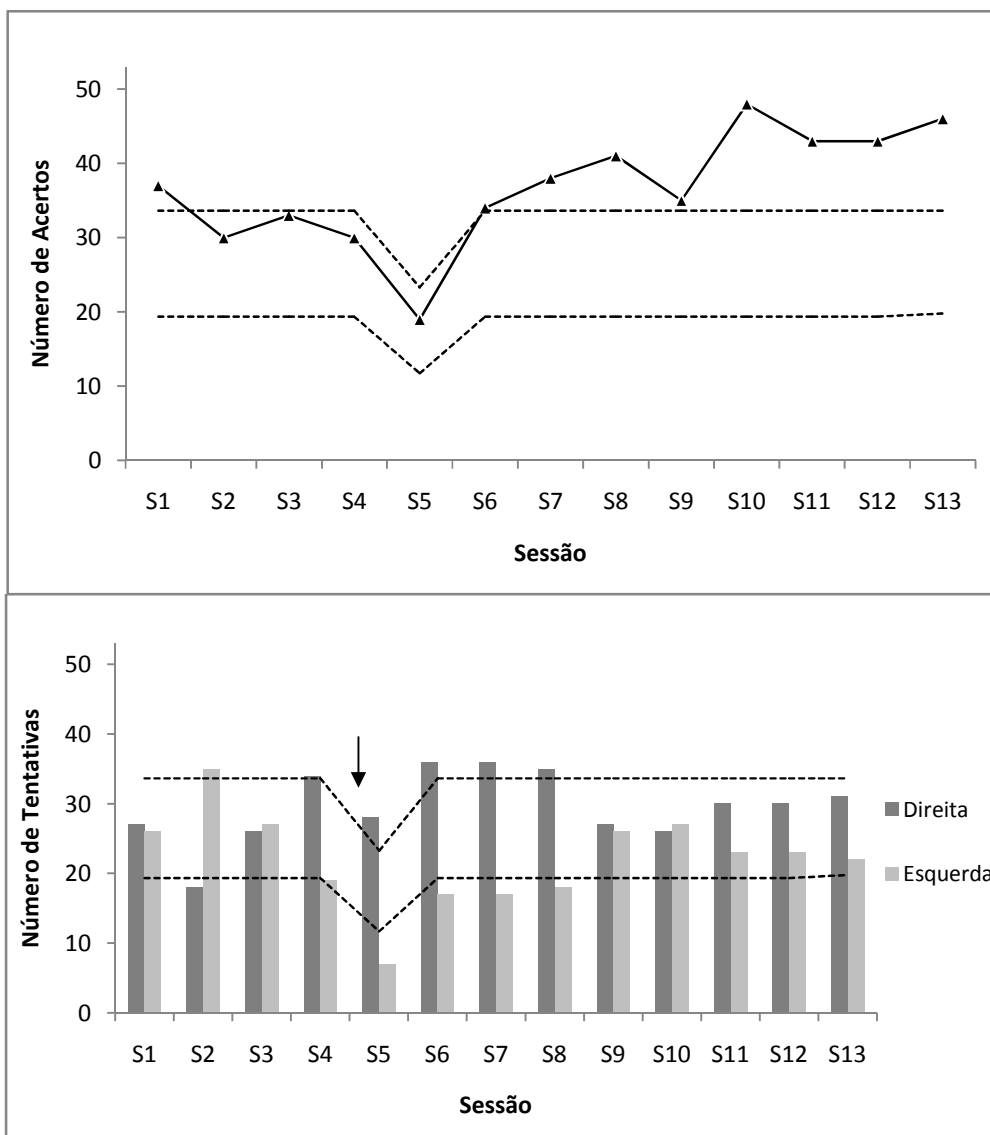 Número de Acertos
50
40
30
20
10
0
S1 S2 S3 S4 S5 S6 S7 S8 S9 S10 S11 S12 S13
Sessão
Número de Tentativas
50
40
30
20
10
0
Direita
Esquerda
S1 S2 S3 S4 S5 S6 S7 S8 S9 S10 S11 S12 S13
Sessão